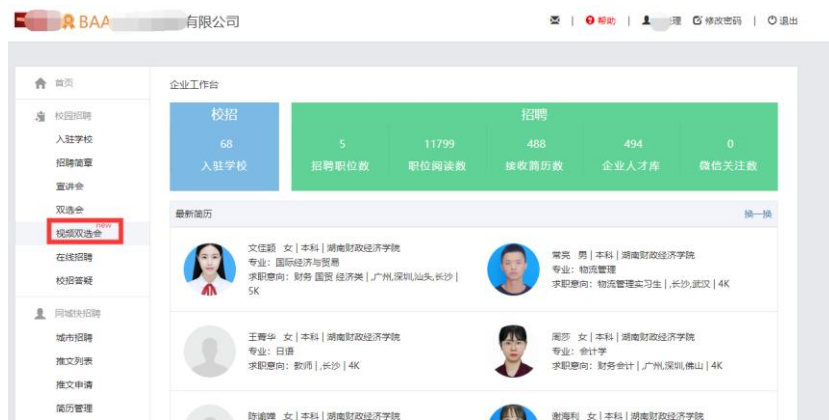 BAA
有限公司
帮助 | 理 修改密码 | 退出
首页
校园招聘
入驻学校
招聘简章
宣讲会
双选会
new
视频双选会
在线招聘
校招答疑
同城快招聘
城市招聘
推文列表
推文申请
简历管理
企业工作台
校招
68
入驻学校
招聘
5 11799 488 494 0
招聘职位数 职位阅读数 接收简历数 企业人才库 微信关注数
最新简历 换一换
文佳颖 女 | 本科 | 湖南财政经济学院
专业：国际经济与贸易
求职意向：财务 国贸 经济类 | ,广州,深圳,汕头,长沙 |
5K
常亮 男 | 本科 | 湖南财政经济学院
专业：物流管理
求职意向：物流管理实习生 | ,长沙,武汉 | 4K
王菁华 女 | 本科 | 湖南财政经济学院
专业：日语
求职意向：教师 | ,长沙 | 4K
周莎 女 | 本科 | 湖南财政经济学院
专业：会计学
求职意向：财务会计 | ,广州,深圳,佛山 | 4K
陈谕婵 女 | 本科 | 湖南财政经济学院
谢海利 女 | 本科 | 湖南财政经济学院